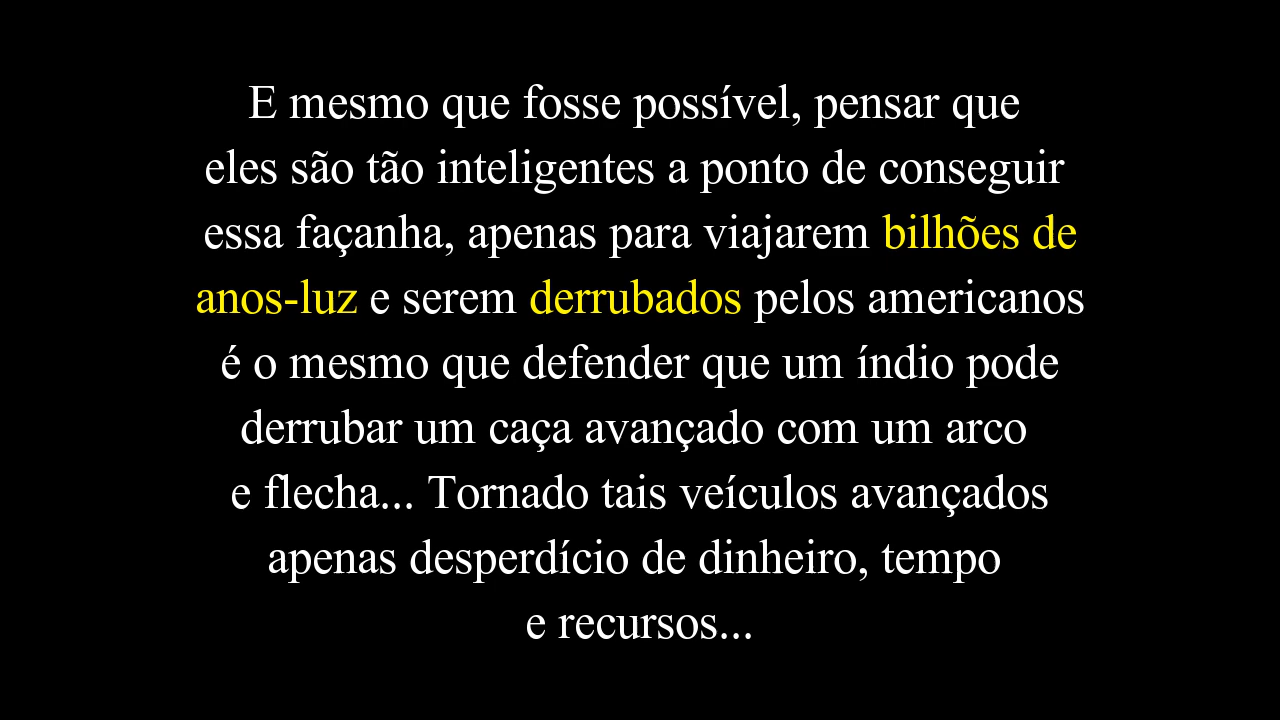 E mesmo que fosse possível, pensar que
eles são tão inteligentes a ponto de conseguir
essa façanha, apenas para viajarem bilhões de
anos-luz e serem derrubados pelos americanos
é o mesmo que defender que um índio pode
derrubar um caça avançado com um arco
e flecha... Tornado tais veículos avançados
apenas desperdício de dinheiro, tempo
e recursos...